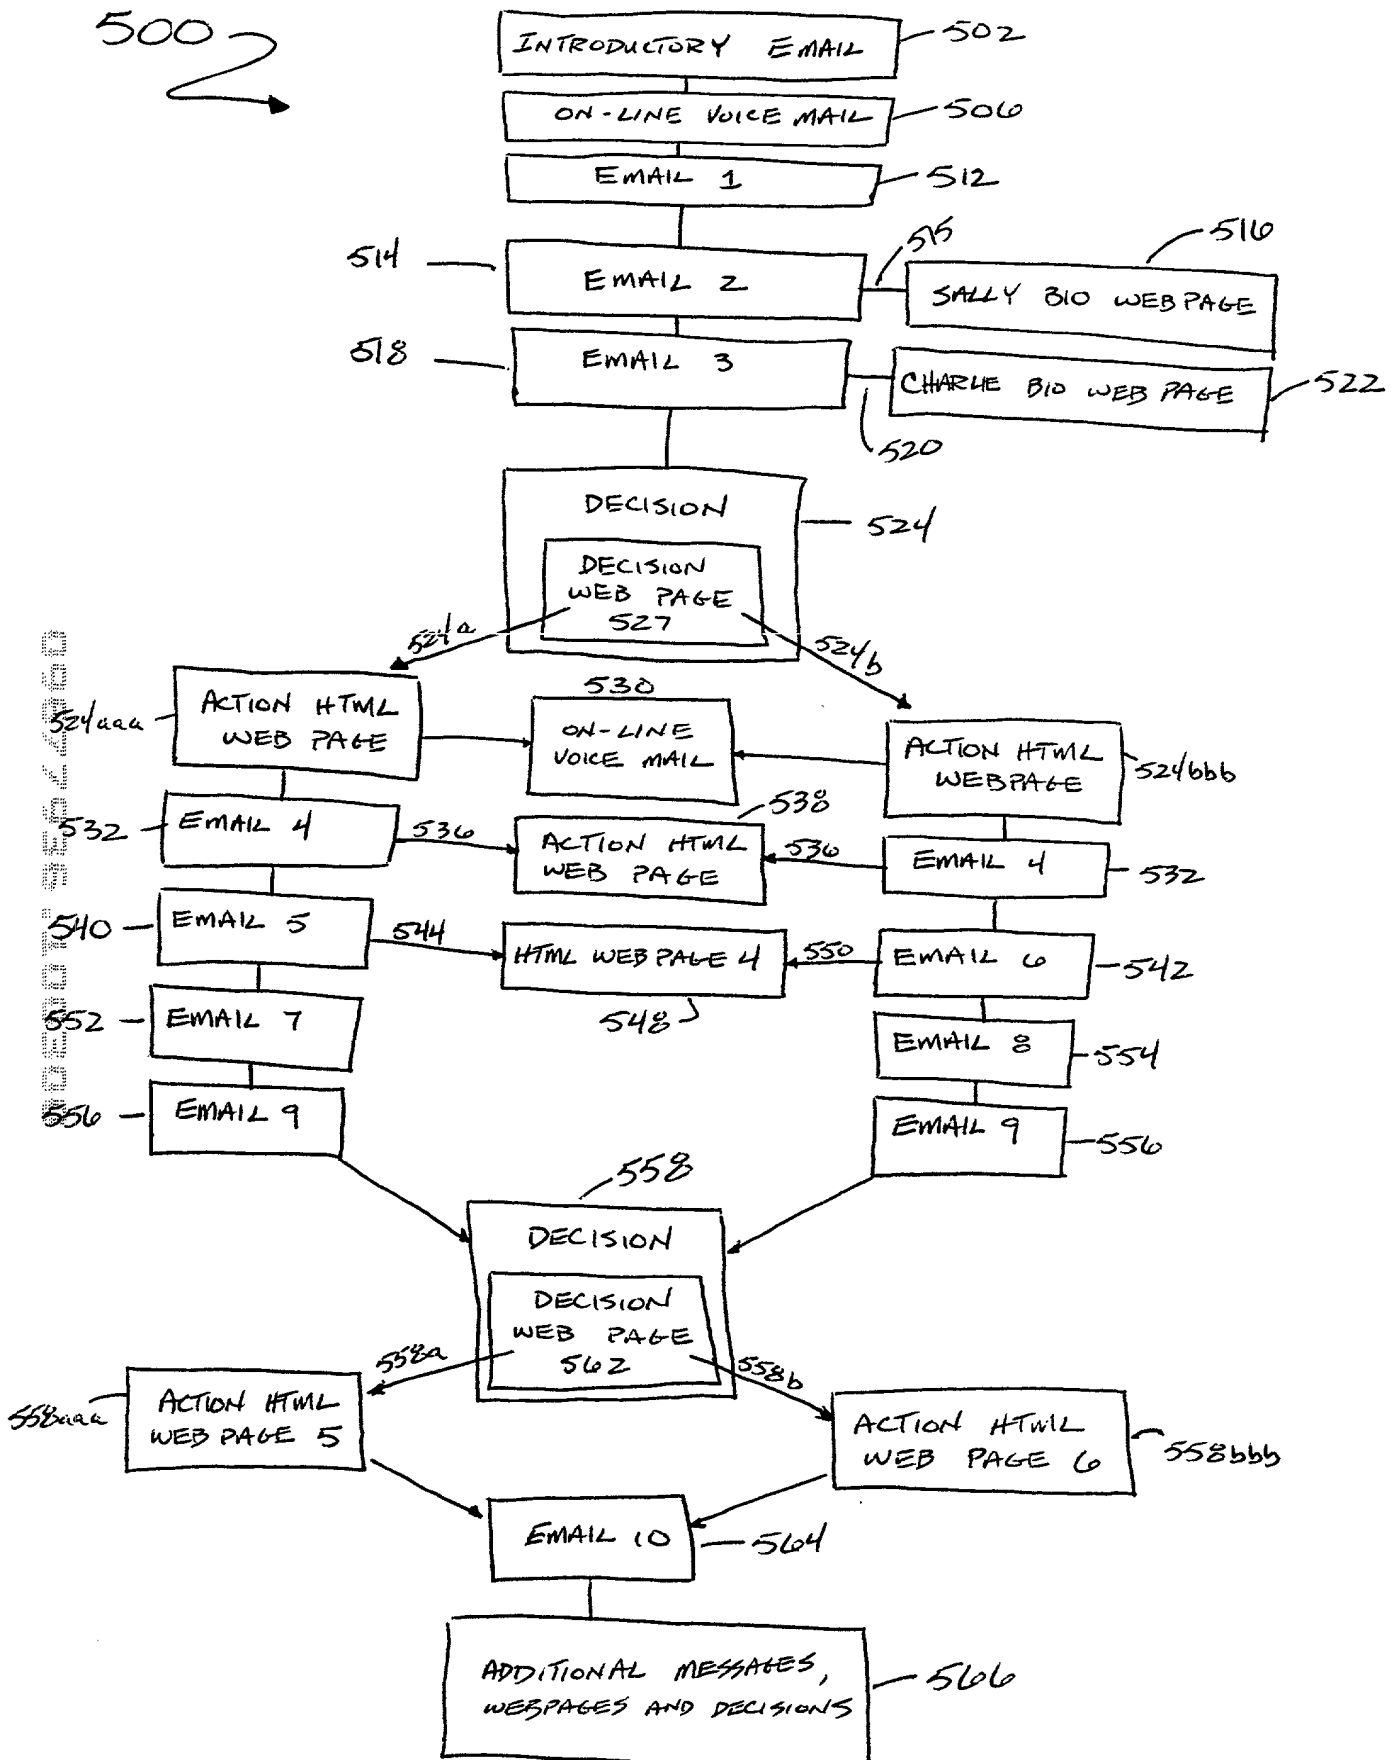 500
INTRODUCTORY EMAIL
502
ON-LINE VOICE MAIL
506
EMAIL 1
512
514
EMAIL 2
515
516
SALLY BIO WEBPAGE
518
EMAIL 3
520
CHARLIE BIO WEB PAGE
522
DECISION
524
DECISION
WEB PAGE
527
524a
524b
524aaa
ACTION HTML
WEB PAGE
530
ON-LINE
VOICE MAIL
ACTION HTML
WEBPAGE
524bbb
532
EMAIL 4
536
538
ACTION HTML
WEB PAGE
536
EMAIL 4
532
540
EMAIL 5
544
HTML WEBPAGE 4
548
550
EMAIL 6
542
552
EMAIL 7
EMAIL 8
554
556
EMAIL 9
EMAIL 9
556
558
DECISION
DECISION
WEB PAGE
562
558a
558b
558aaa
ACTION HTML
WEB PAGE 5
ACTION HTML
WEB PAGE 6
558bbb
EMAIL 10
564
ADDITIONAL MESSAGES,
WEBPAGES AND DECISIONS
566